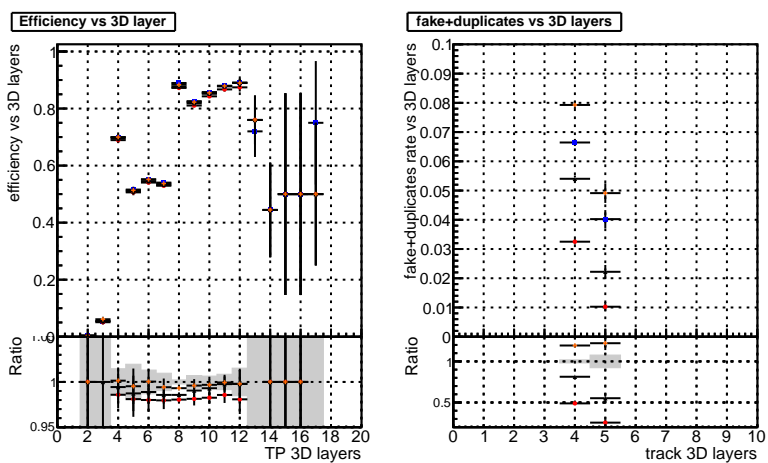 Efficiency vs 3D layer
efficiency vs 3D layers
1
0.8
0.6
0.4
0.2
0
Ratio
1
0.95
0 2 4 6 8 10 12 14 16 18 20
TP 3D layers
fake+duplicates vs 3D layers
fake+duplicates rate vs 3D layers
0.1
0.09
0.08
0.07
0.06
0.05
0.04
0.03
0.02
0.01
0
Ratio
1
0.5
0 1 2 3 4 5 6 7 8 9 10
track 3D layers